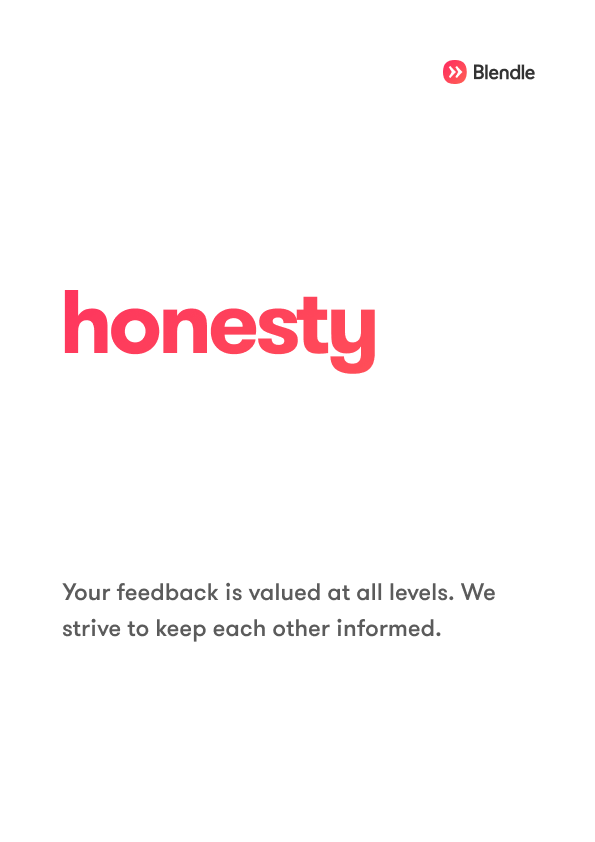 Blendle
honesty
Your feedback is valued at all levels. We
strive to keep each other informed.